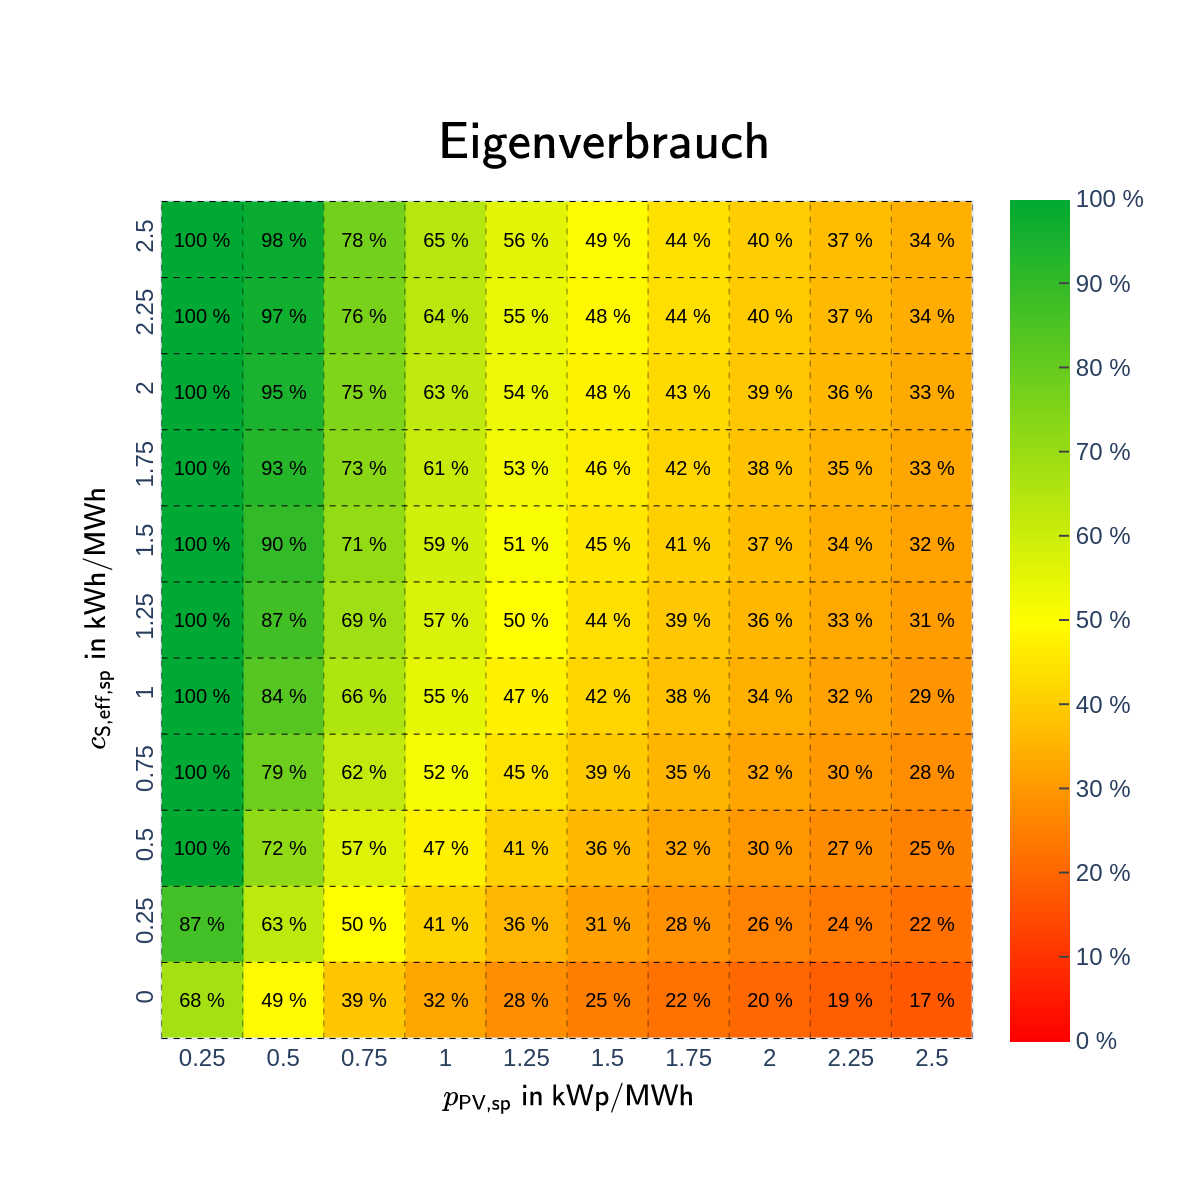 Eigenverbrauch
100 %
2.5 100 % 98 % 78 % 65 % 56 % 49 % 44 % 40 % 37 % 34 %
90 %
2.25 100 % 97 % 76 % 64 % 55 % 48 % 44 % 40 % 37 % 34 %
80 %
2 100 % 95 % 75 % 63 % 54 % 48 % 43 % 39 % 36 % 33 %
70 %
1.75 100 % 93 % 73 % 61 % 53 % 46 % 42 % 38 % 35 % 33 %
60 %
1.5 100 % 90 % 71 % 59 % 51 % 45 % 41 % 37 % 34 % 32 %
50 %
1.25 100 % 87 % 69 % 57 % 50 % 44 % 39 % 36 % 33 % 31 %
c_S,eff,sp in kWh/MWh
1 100 % 84 % 66 % 55 % 47 % 42 % 38 % 34 % 32 % 29 %
40 %
0.75 100 % 79 % 62 % 52 % 45 % 39 % 35 % 32 % 30 % 28 %
30 %
0.5 100 % 72 % 57 % 47 % 41 % 36 % 32 % 30 % 27 % 25 %
20 %
0.25 87 % 63 % 50 % 41 % 36 % 31 % 28 % 26 % 24 % 22 %
10 %
0 68 % 49 % 39 % 32 % 28 % 25 % 22 % 20 % 19 % 17 %
0 %
0.25 0.5 0.75 1 1.25 1.5 1.75 2 2.25 2.5
p_PV,sp in kWp/MWh